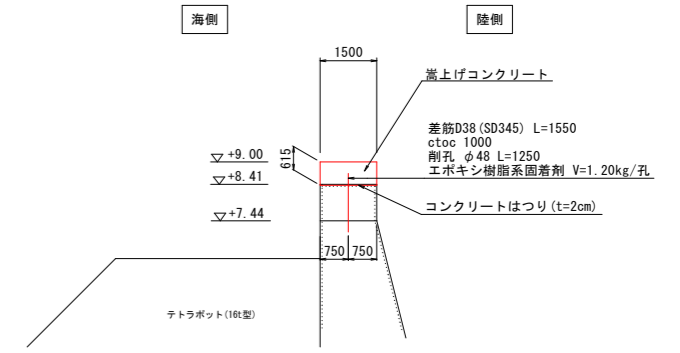 海側
陸側
1500
嵩上げコンクリート
差筋D38(SD345) L=1550
ctoc 1000
削孔 φ48 L=1250
エポキシ樹脂系固着剤 V=1.20kg/孔
+9.00
615
+8.41
コンクリートはつり(t=2cm)
+7.44
750 750
テトラポット(16t型)